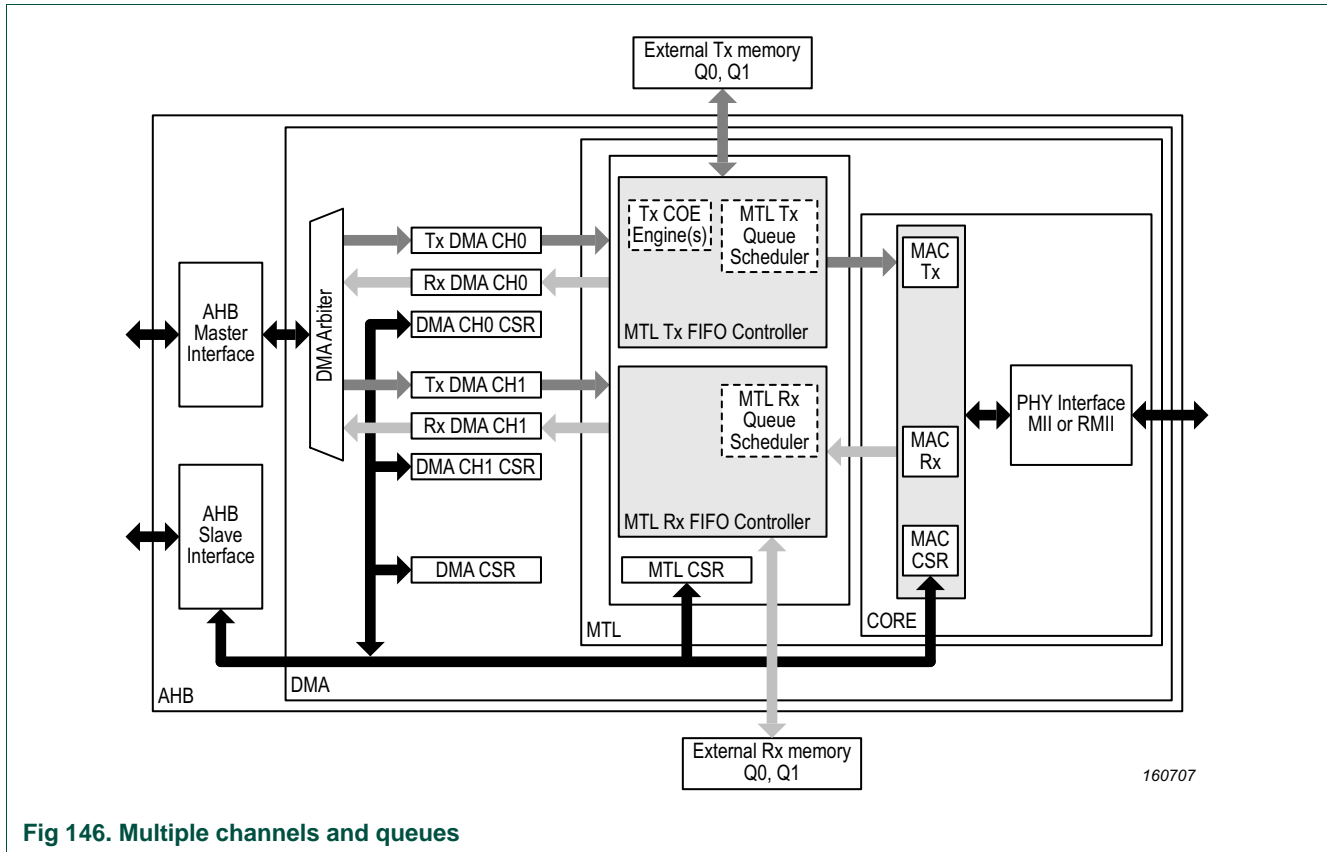 External Tx memory
Q0, Q1
Tx COE
Engine(s)
MTL Tx
Queue
Scheduler
MTL Tx FIFO Controller
Tx DMA CH0
Rx DMA CH0
DMA CH0 CSR
Tx DMA CH1
Rx DMA CH1
DMA CH1 CSR
DMA CSR
DMA Arbiter
AHB
Master
Interface
AHB
Slave
Interface
MTL Rx
Queue
Scheduler
MTL Rx FIFO Controller
MTL CSR
MAC
Tx
MAC
Rx
MAC
CSR
PHY Interface
MII or RMII
CORE
MTL
DMA
AHB
External Rx memory
Q0, Q1
160707
Fig 146. Multiple channels and queues